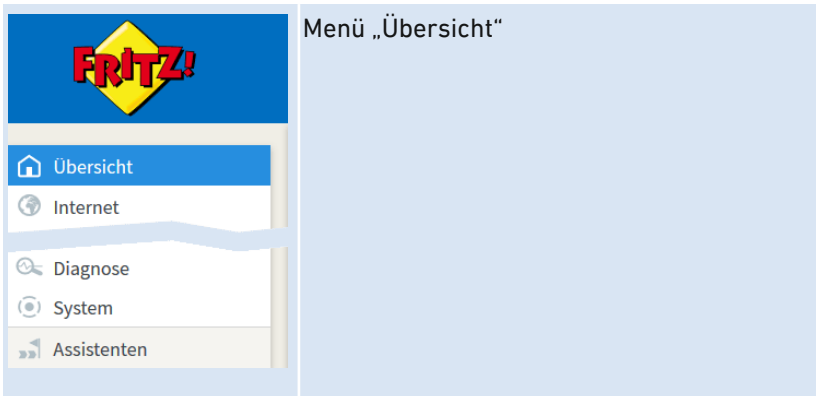 FRITZ!
Menü „Übersicht“
Übersicht
Internet
Diagnose
System
Assistenten